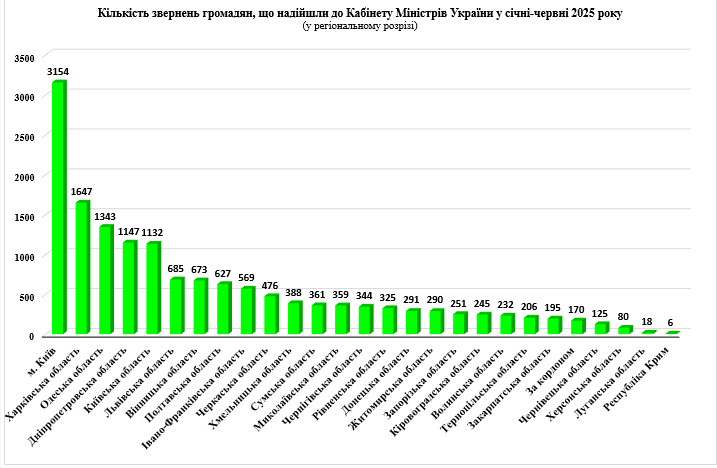 Кількість звернень громадян, що надійшли до Кабінету Міністрів України у січні-червні 2025 року
(у регіональному розрізі)
3500
3000
2500
2000
1500
1000
500
0
3154
1647
1343
1147
1132
685
673
627
569
476
388
361
359
344
325
291
290
251
245
232
206
195
170
125
80
18
6
м. Київ
Харківська область
Одеська область
Дніпропетровська область
Київська область
Львівська область
Вінницька область
Полтавська область
Івано-Франківська область
Черкаська область
Хмельницька область
Сумська область
Миколаївська область
Чернігівська область
Рівненська область
Донецька область
Житомирська область
Запорізька область
Кіровоградська область
Волинська область
Тернопільська область
Закарпатська область
За кордоном
Чернівецька область
Херсонська область
Луганська область
Республіка Крим